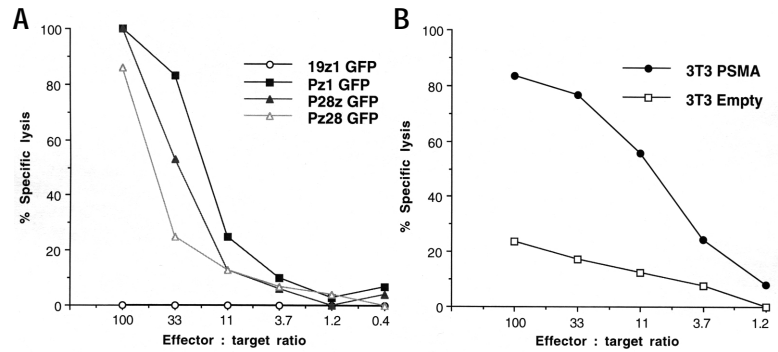 A
% Specific lysis
100
80
60
40
20
0
100 33 11 3.7 1.2 0.4
Effector : target ratio
19z1 GFP
Pz1 GFP
P28z GFP
Pz28 GFP
B
% Specific lysis
100
80
60
40
20
0
100 33 11 3.7 1.2
Effector : target ratio
3T3 PSMA
3T3 Empty